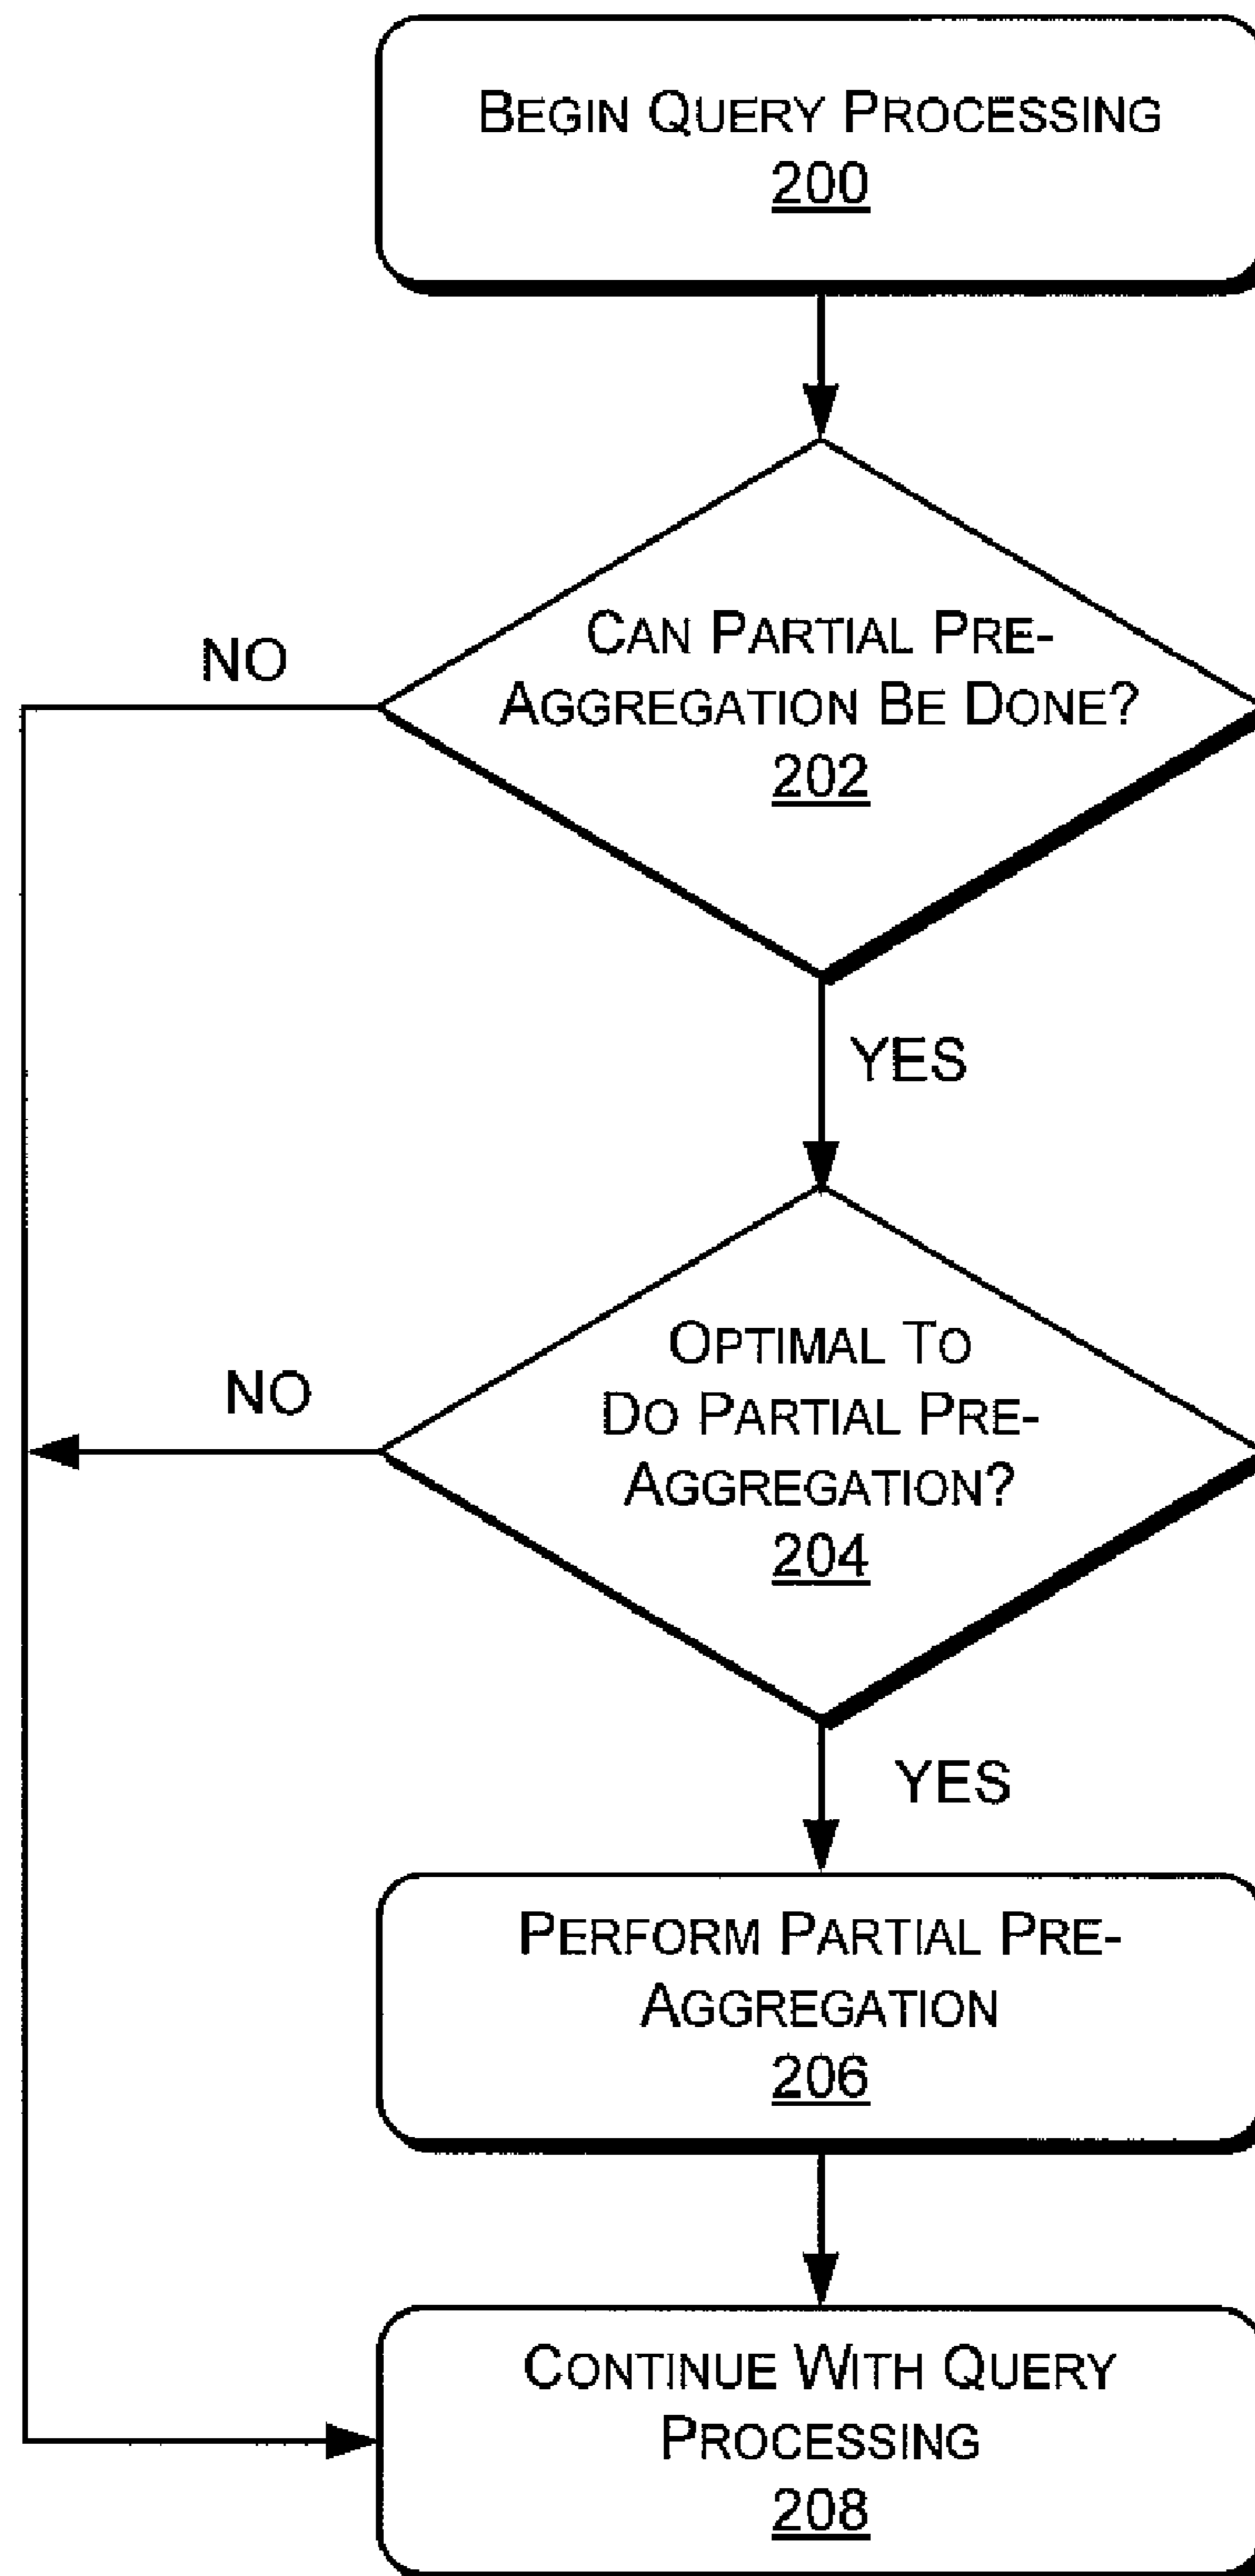 BEGIN QUERY PROCESSING
200
CAN PARTIAL PRE-
AGGREGATION BE DONE?
202
NO
YES
OPTIMAL TO
DO PARTIAL PRE-
AGGREGATION?
204
NO
YES
PERFORM PARTIAL PRE-
AGGREGATION
206
CONTINUE WITH QUERY
PROCESSING
208